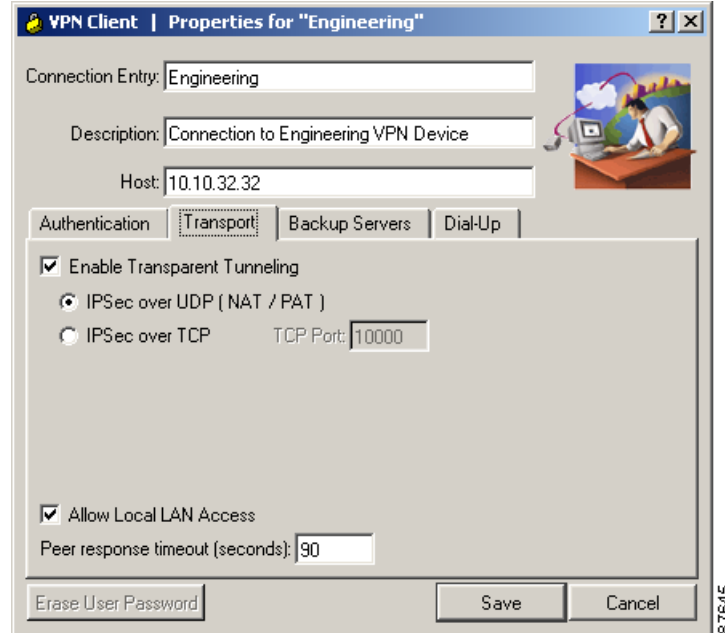 VPN Client | Properties for "Engineering"
Connection Entry: Engineering
Description: Connection to Engineering VPN Device
Host: 10.10.32.32
Authentication Transport Backup Servers Dial-Up
Enable Transparent Tunneling
IPSec over UDP ( NAT / PAT )
IPSec over TCP TCP Port: 10000
Allow Local LAN Access
Peer response timeout (seconds): 90
Erase User Password Save Cancel